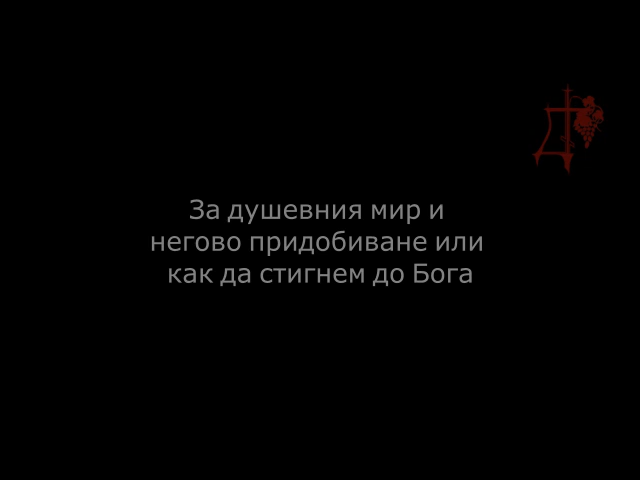 За душевния мир и
негово придобиване или
как да стигнем до Бога